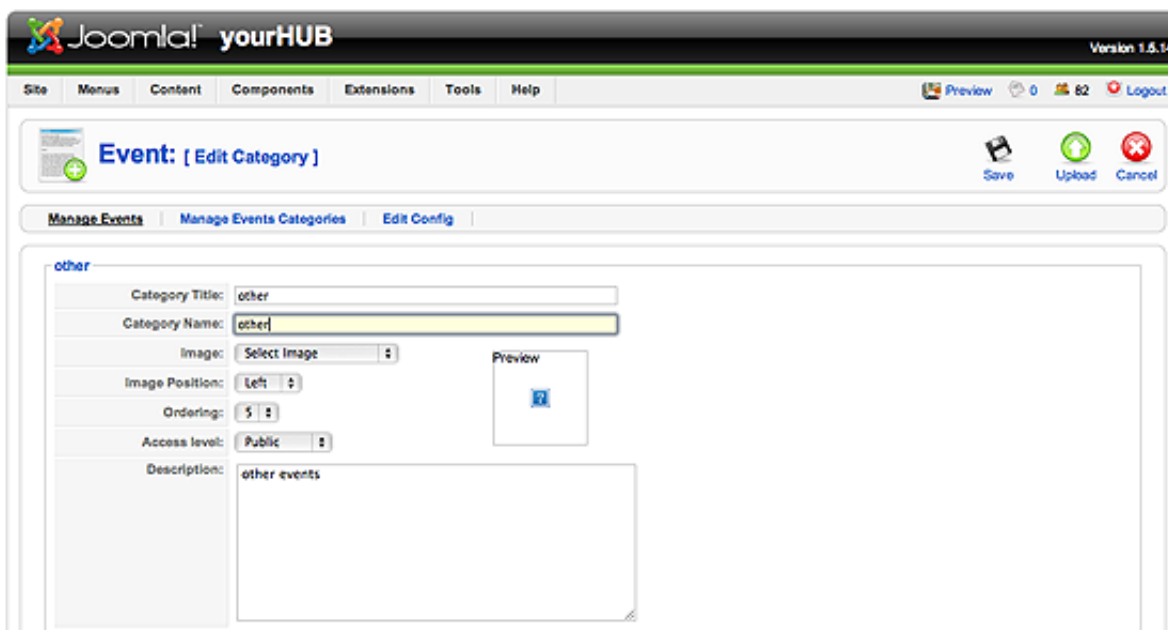 Joomla! yourHUB
Version 1.5.14
Site Menus Content Components Extensions Tools Help Preview 0 82 Logout
Event: [ Edit Category ]
Save Upload Cancel
Manage Events Manage Events Categories Edit Config
other
Category Title: other
Category Name: other
Image: Select Image
Preview
Image Position: Left
?
Ordering: 5
Access level: Public
Description: other events